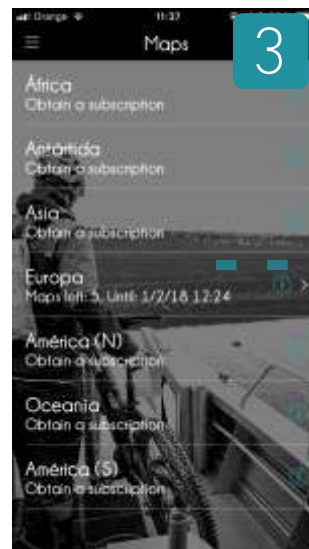 Orange 11:37
Maps
3
África
Obtain a subscription
Antártida
Obtain a subscription
Asia
Obtain a subscription
Europa
Maps left: 5, Until: 1/2/18 12:24
América (N)
Obtain a subscription
Oceanía
Obtain a subscription
América (S)
Obtain a subscription